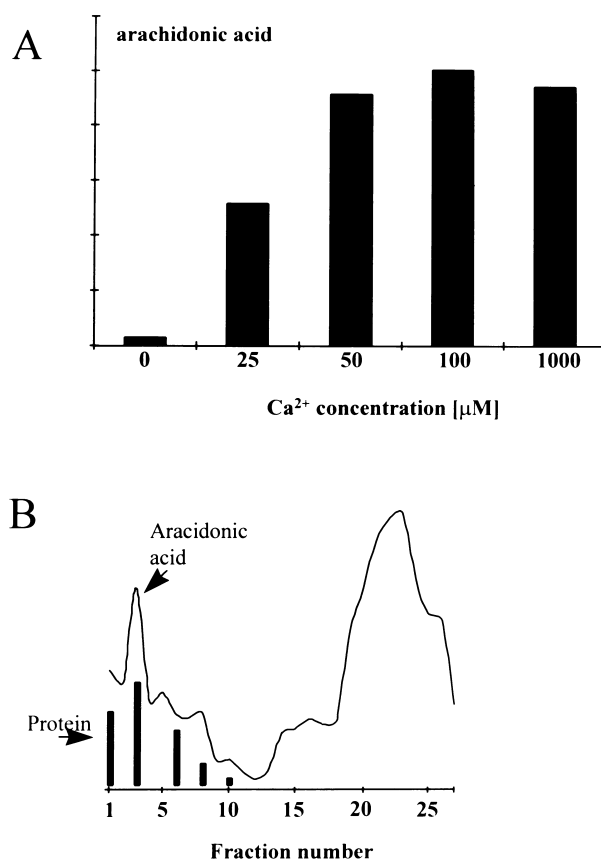 A
arachidonic acid
0 25 50 100 1000
Ca²⁺ concentration [µM]
B
Aracidonic
acid
Protein
1 5 10 15 20 25
Fraction number